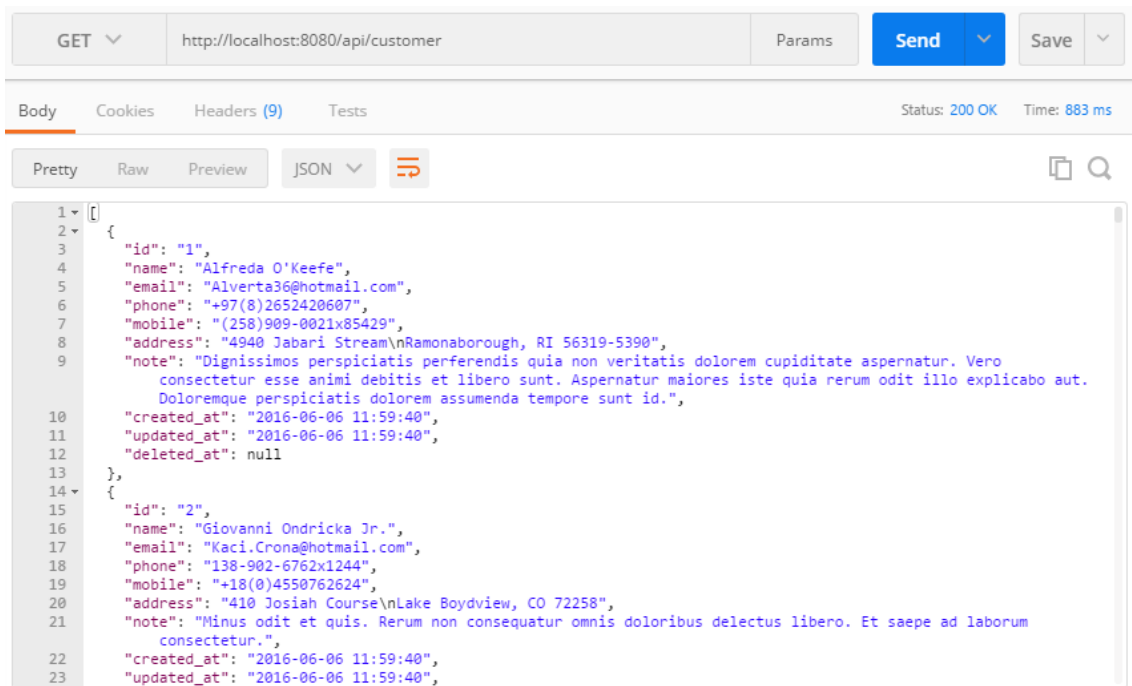 GET http://localhost:8080/api/customer Params Send Save
Body Cookies Headers (9) Tests Status: 200 OK Time: 883 ms
Pretty Raw Preview JSON
1 [
2 {
3 "id": "1",
4 "name": "Alfreda O'Keefe",
5 "email": "Alverta36@hotmail.com",
6 "phone": "+97(8)2652420607",
7 "mobile": "(258)909-0021x85429",
8 "address": "4940 Jabari Stream\nRamonaborough, RI 56319-5390",
9 "note": "Dignissimos perspiciatis perferendis quia non veritatis dolorem cupiditate aspernatur. Vero
consectetur esse animi debitis et libero sunt. Aspernatur maiores iste quia rerum odit illo explicabo aut.
Doloremque perspiciatis dolorem assumenda tempore sunt id.",
10 "created_at": "2016-06-06 11:59:40",
11 "updated_at": "2016-06-06 11:59:40",
12 "deleted_at": null
13 },
14 {
15 "id": "2",
16 "name": "Giovanni Ondricka Jr.",
17 "email": "Kaci.Crona@hotmail.com",
18 "phone": "138-902-6762x1244",
19 "mobile": "+18(0)4550762624",
20 "address": "410 Josiah Course\nLake Boydview, CO 72258",
21 "note": "Minus odit et quis. Rerum non consequatur omnis doloribus delectus libero. Et saepe ad laborum
consectetur.",
22 "created_at": "2016-06-06 11:59:40",
23 "updated_at": "2016-06-06 11:59:40",